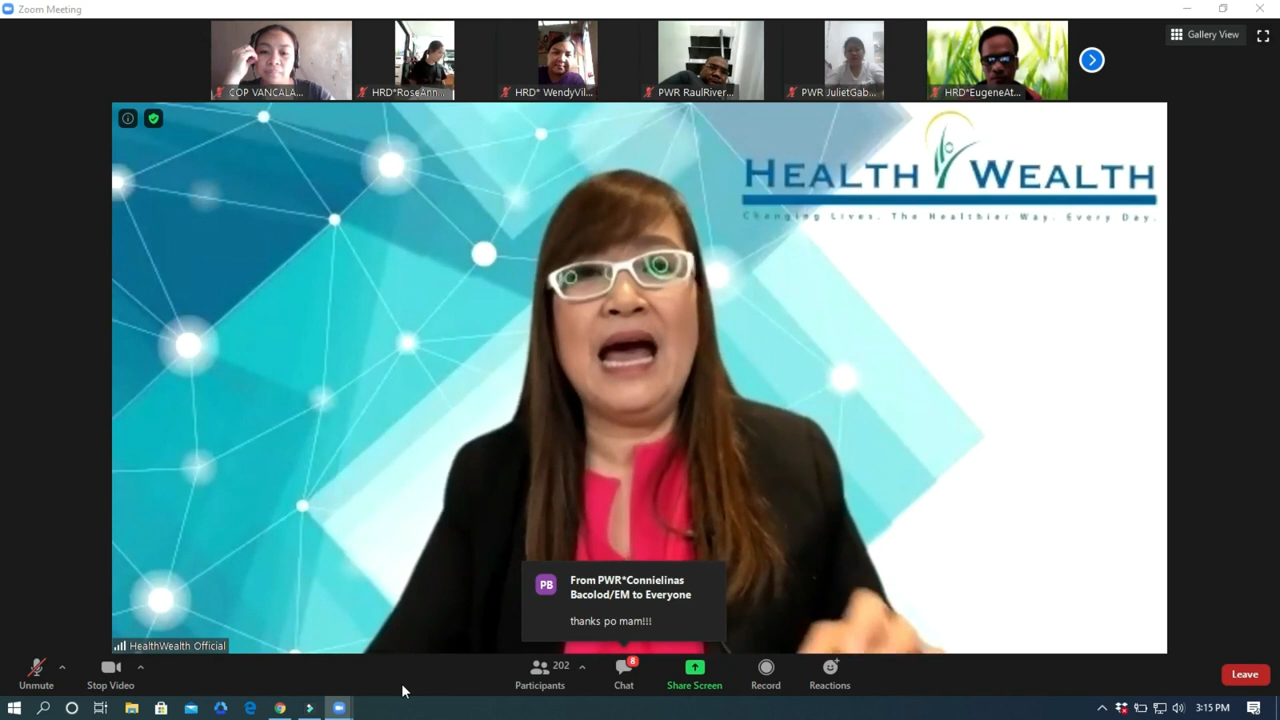 Zoom Meeting
COP VANCALA...
HRD*RoseAnn...
HRD* WendyVil...
PWR RaulRiver...
PWR JulietGab...
HRD*EugeneAt...
Gallery View
HEALTH WEALTH
Changing Lives. The Healthier Way. Every Day.
PB
From PWR*Connielinas
Bacolod/EM to Everyone
thanks po mam!!!
HealthWealth Official
Unmute
Stop Video
202
Participants
8
Chat
Share Screen
Record
Reactions
Leave
3:15 PM